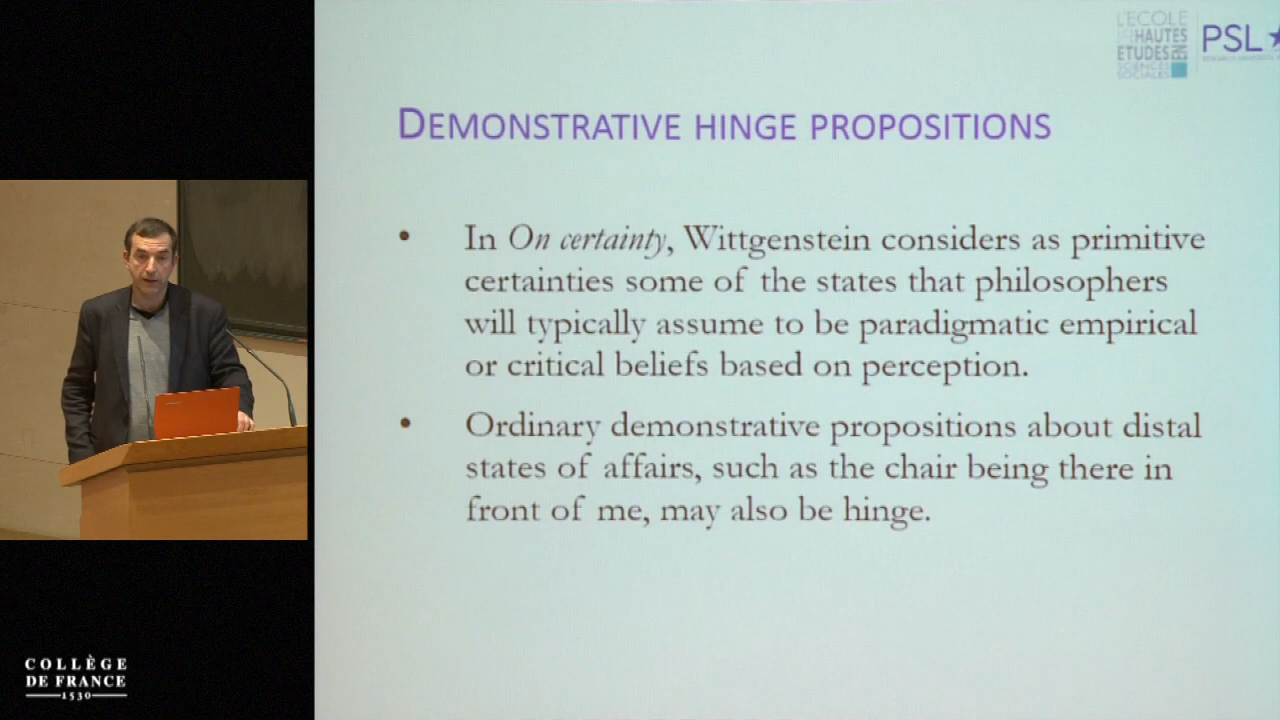 L'ECOLE
HAUTES
ETUDES EN
SCIENCES
SOCIALES
PSL
DEMONSTRATIVE HINGE PROPOSITIONS
• In On certainty, Wittgenstein considers as primitive
certainties some of the states that philosophers
will typically assume to be paradigmatic empirical
or critical beliefs based on perception.
• Ordinary demonstrative propositions about distal
states of affairs, such as the chair being there in
front of me, may also be hinge.
COLLÈGE
DE FRANCE
1530